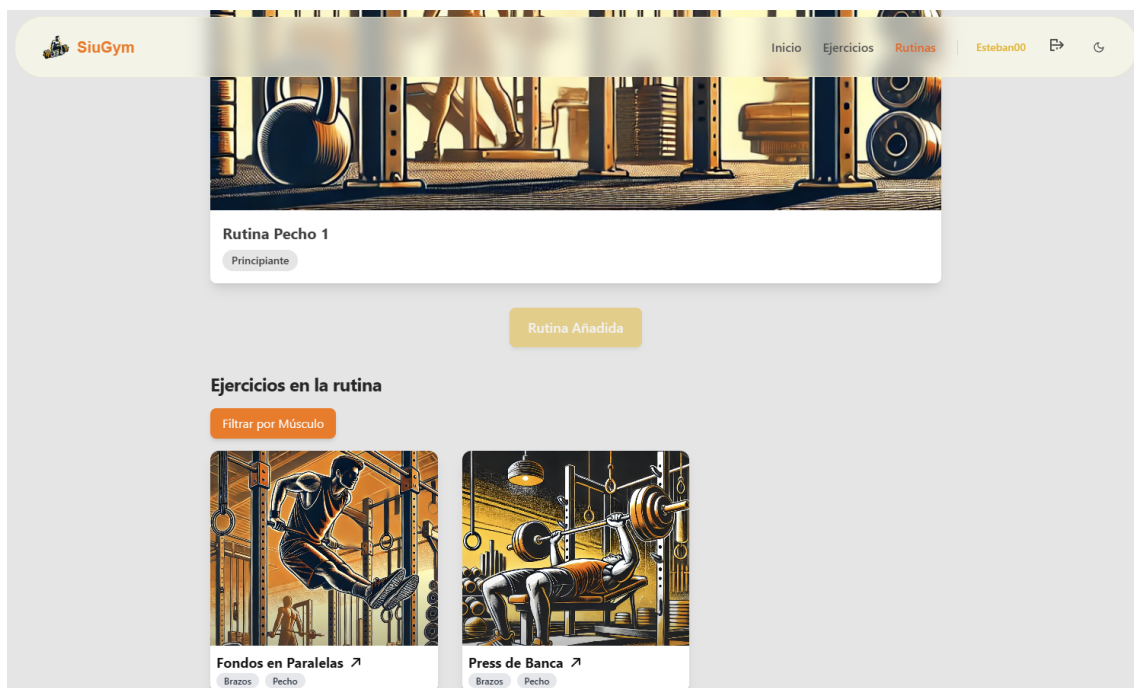 SiuGym
Inicio Ejercicios Rutinas Esteban00
Rutina Pecho 1
Principiante
Rutina Añadida
Ejercicios en la rutina
Filtrar por Músculo
Fondos en Paralelas
Brazos Pecho
Press de Banca
Brazos Pecho